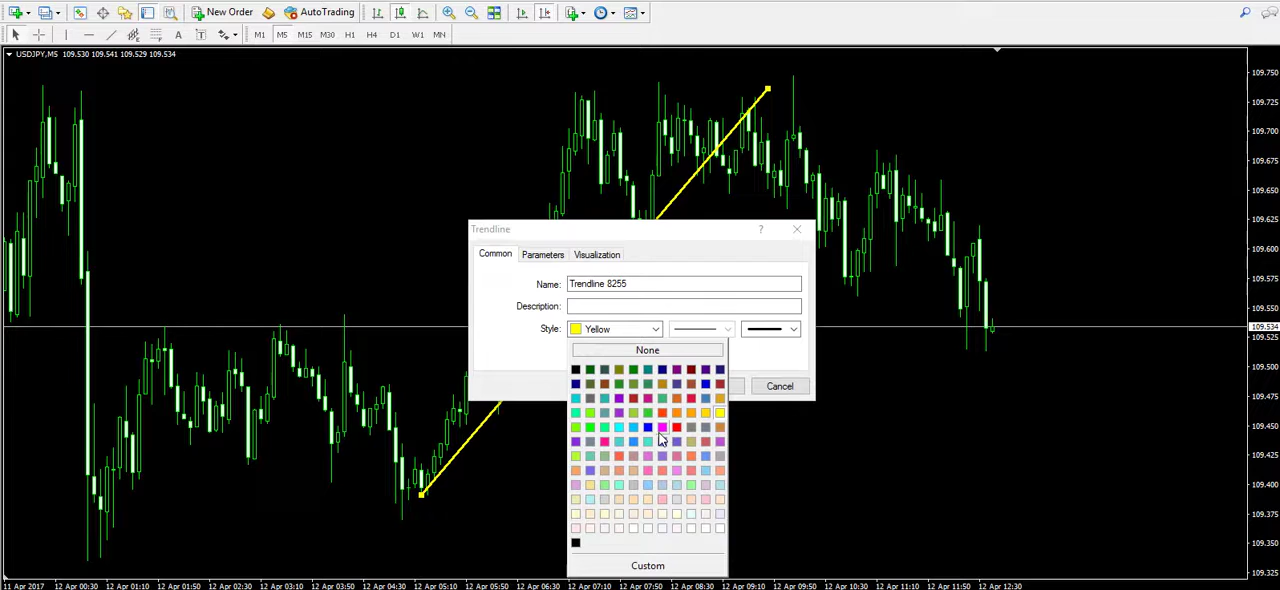 New Order AutoTrading
A T M1 M5 M15 M30 H1 H4 D1 W1 MN
USDJPY,M5 109.530 109.541 109.529 109.534
109.750
109.725
109.700
109.675
109.650
109.625
109.600
109.575
109.550
109.534
109.525
109.500
109.475
109.450
109.425
109.400
109.375
109.350
109.325
Trendline ?
Common Parameters Visualization
Name: Trendline 8255
Description:
Style: Yellow
None
Cancel
Custom
11 Apr 2017 12 Apr 00:30 12 Apr 01:10 12 Apr 01:50 12 Apr 02:30 12 Apr 03:10 12 Apr 03:50 12 Apr 04:30 12 Apr 05:10 12 Apr 05:50 12 Apr 06:30 12 Apr 07:10 12 Apr 07:50 12 Apr 08:30 12 Apr 09:10 12 Apr 09:50 12 Apr 10:30 12 Apr 11:10 12 Apr 11:50 12 Apr 12:30